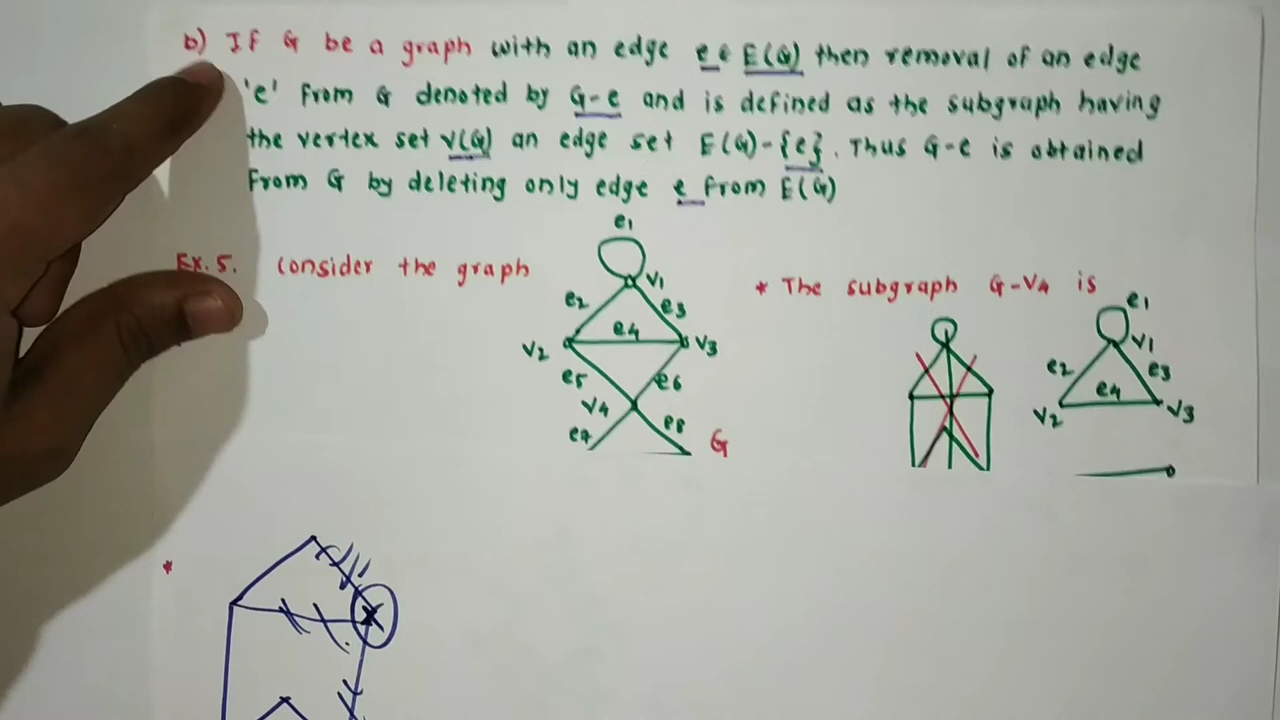 b) IF G be a graph with an edge e ∈ E(G) then removal of an edge
'e' from G denoted by G-e and is defined as the subgraph having
the vertex set V(G) an edge set E(G)-{e}. Thus G-e is obtained
From G by deleting only edge e from E(G)
Ex. 5. Consider the graph
* The subgraph G-V4 is
e1
V1
e2
e3
e4
V2
V3
e5
e6
V4
e7
e8
G
e1
V1
e2
e3
e4
V2
V3
*